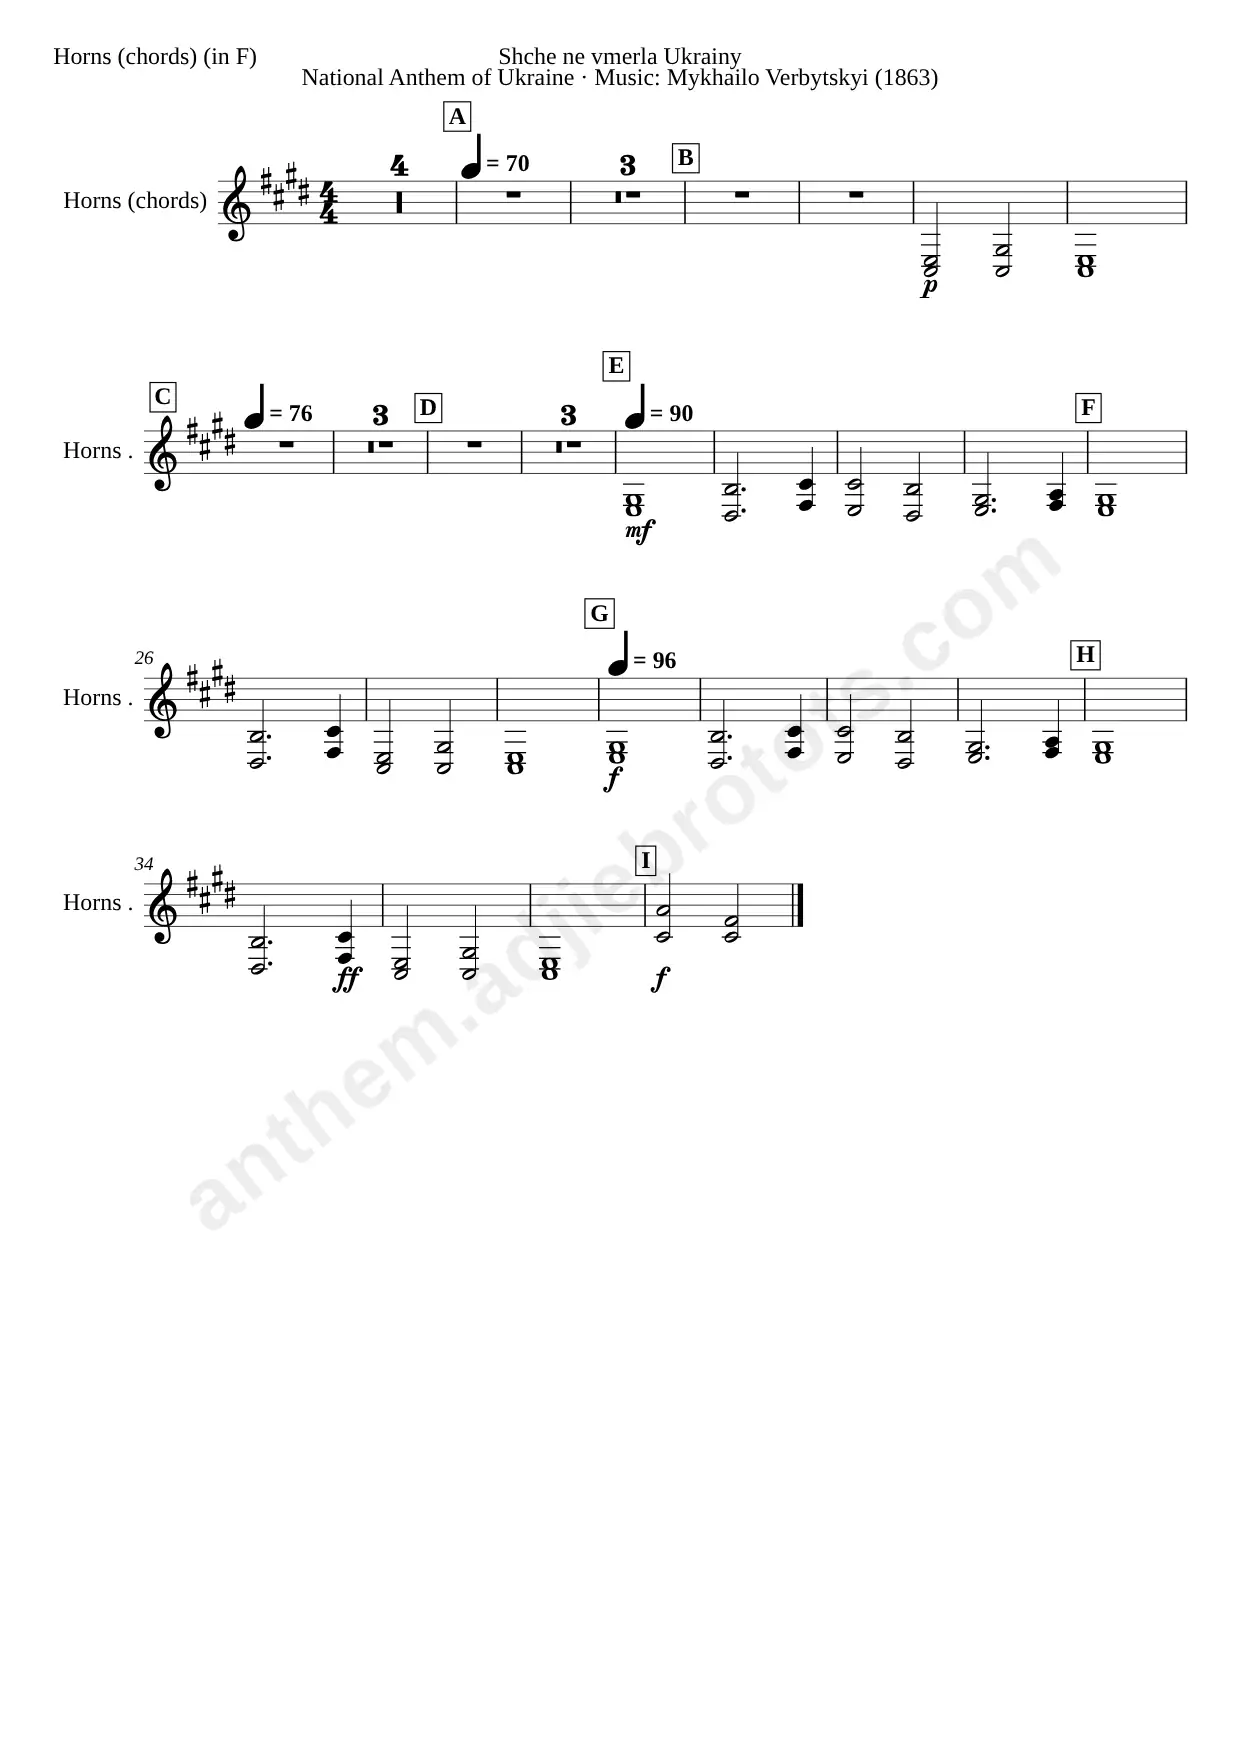 Horns (chords) (in F)
Shche ne vmerla Ukrainy
National Anthem of Ukraine · Music: Mykhailo Verbytskyi (1863)
A
4
= 70
3
B
Horns (chords)
4
4
p
E
C
= 76
3
D
3
= 90
F
Horns .
mf
G
26
= 96
H
Horns .
f
34
I
Horns .
ff
f
anthem.adjiebrotots.com